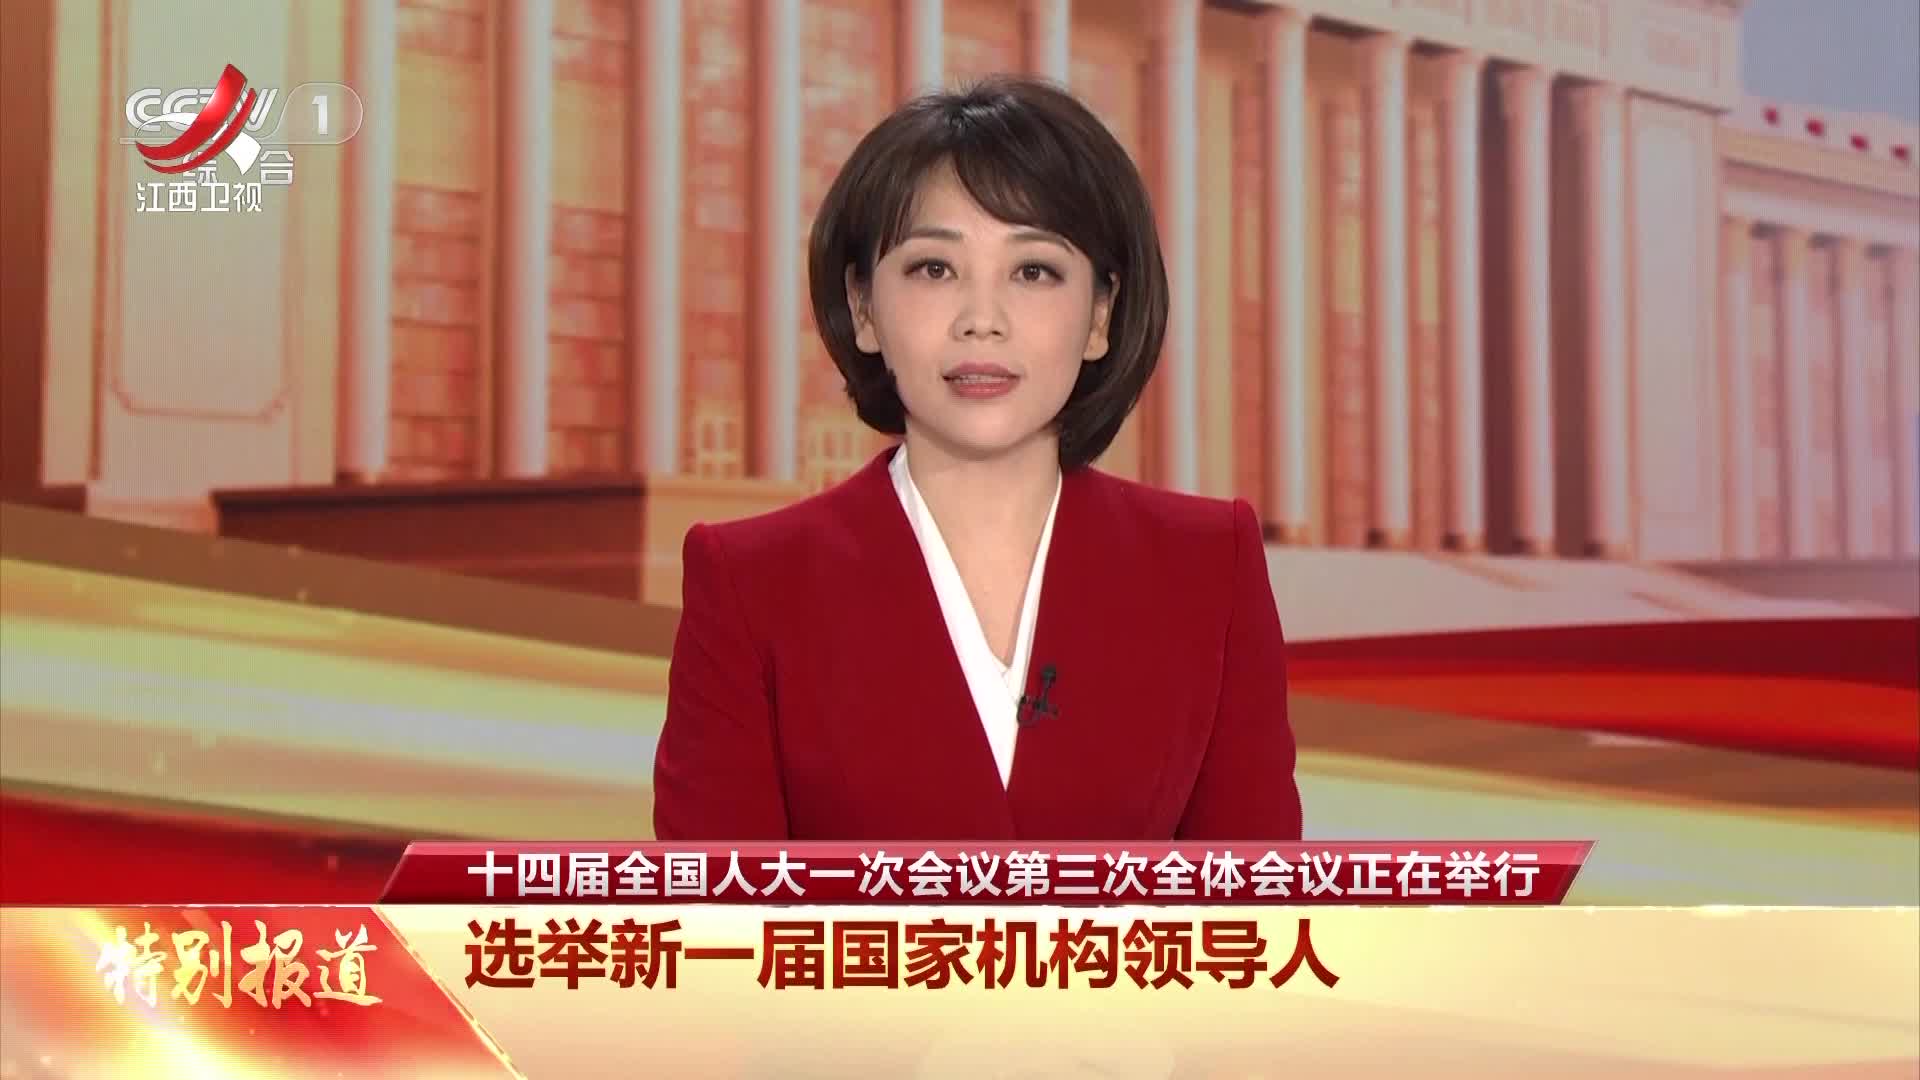 CCTV 1
综合
江西卫视
十四届全国人大一次会议第三次全体会议正在举行
特别报道
选举新一届国家机构领导人